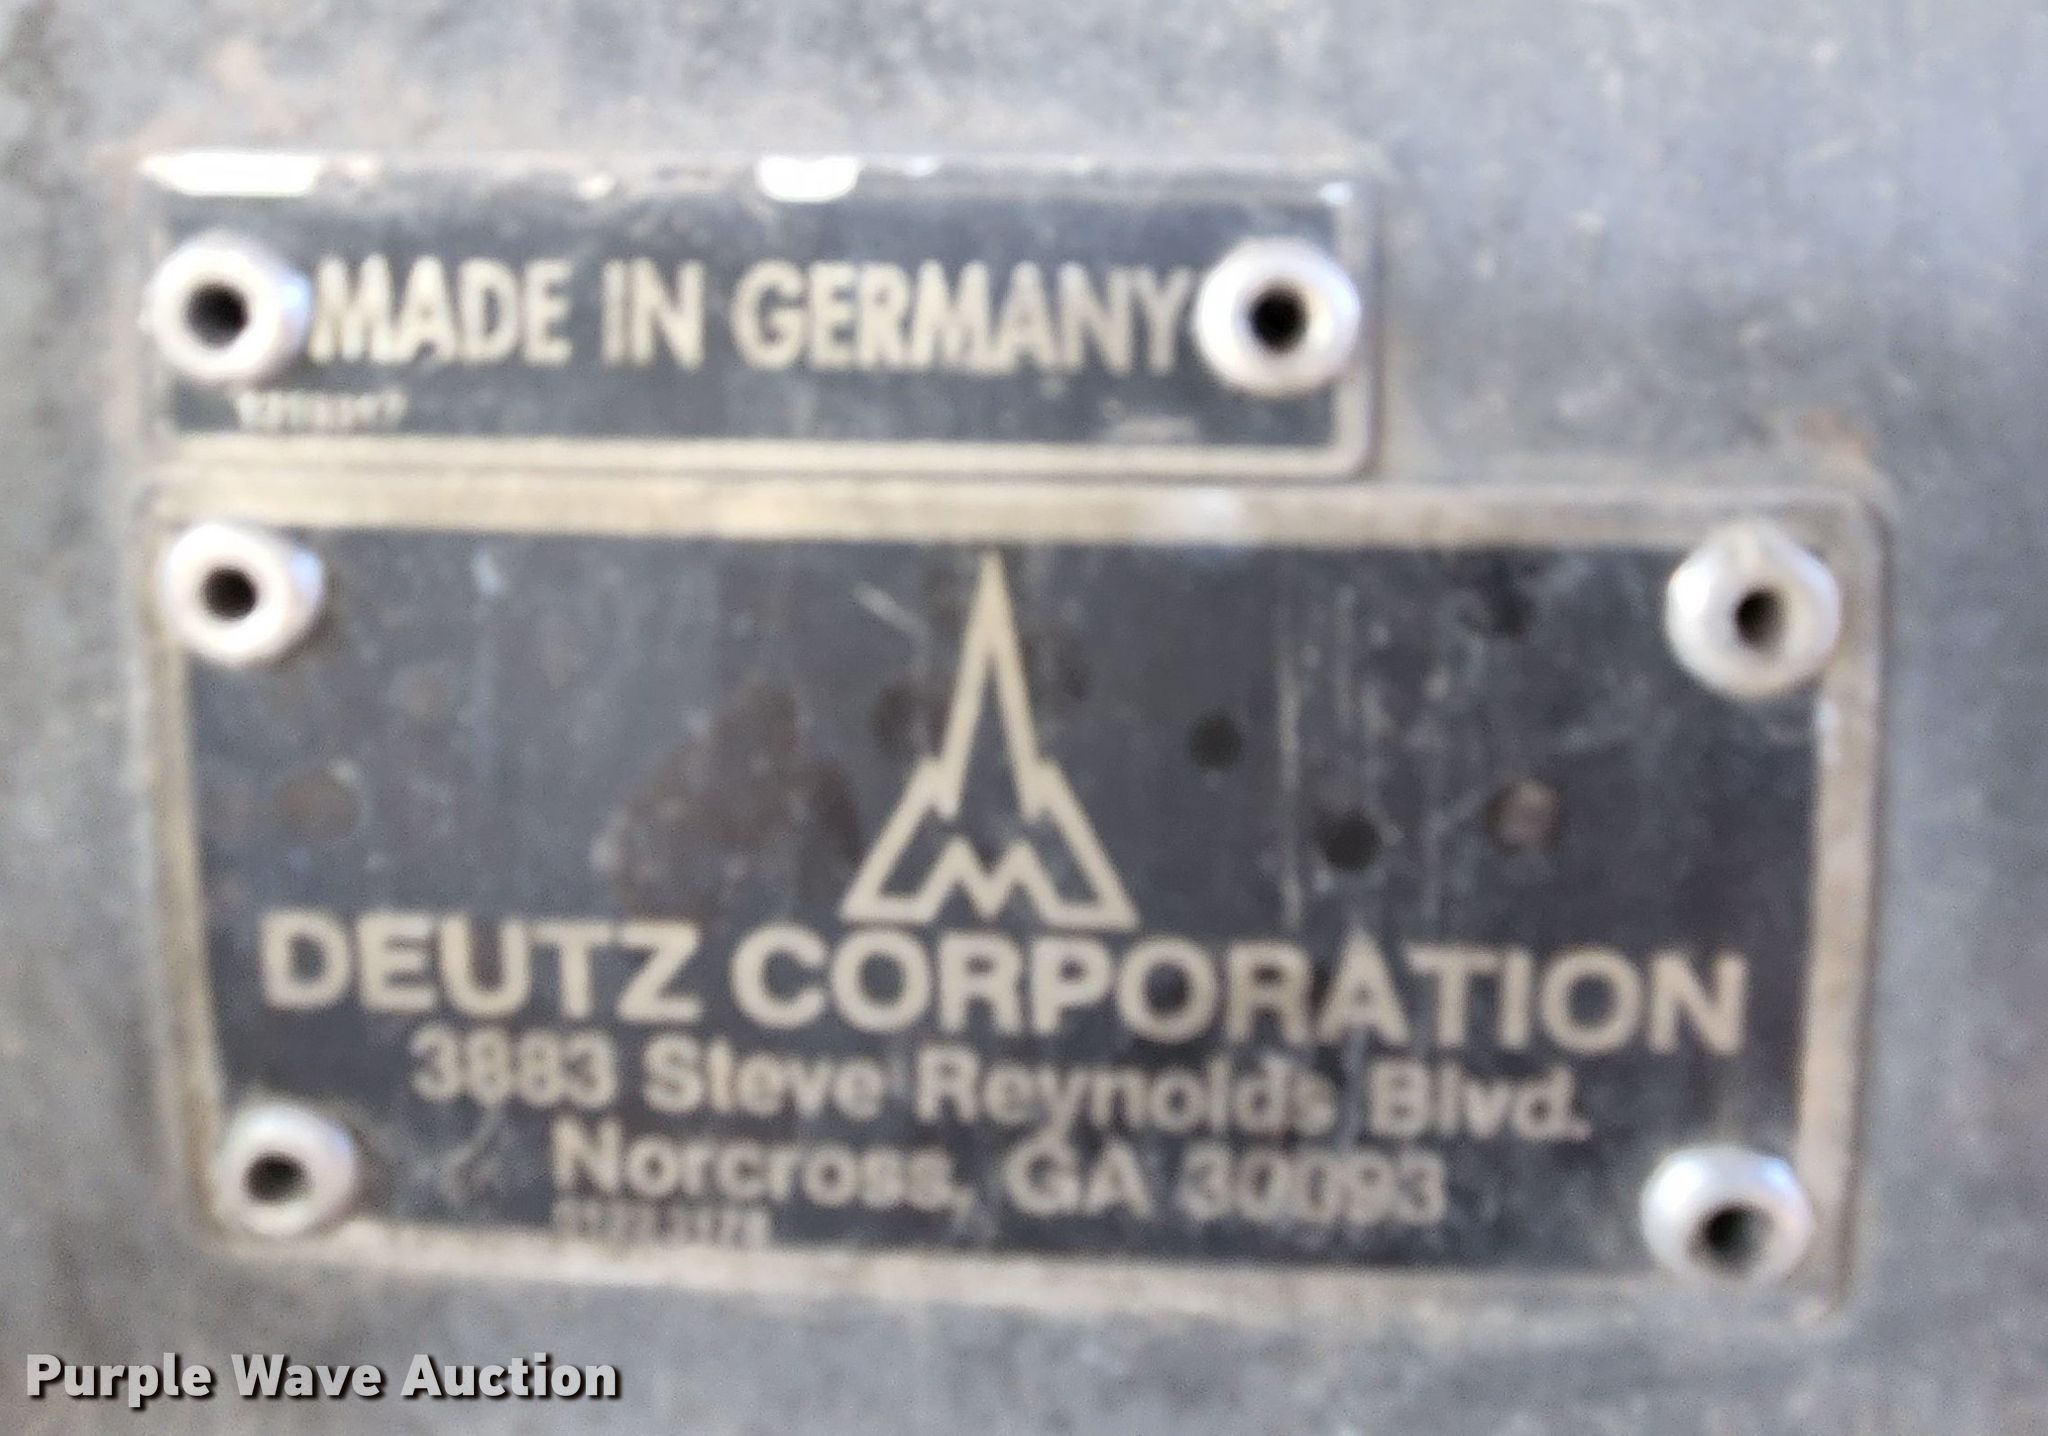 MADE IN GERMANY
DEUTZ CORPORATION
3883 Steve Reynolds Blvd.
Norcross, GA 30093
Purple Wave Auction